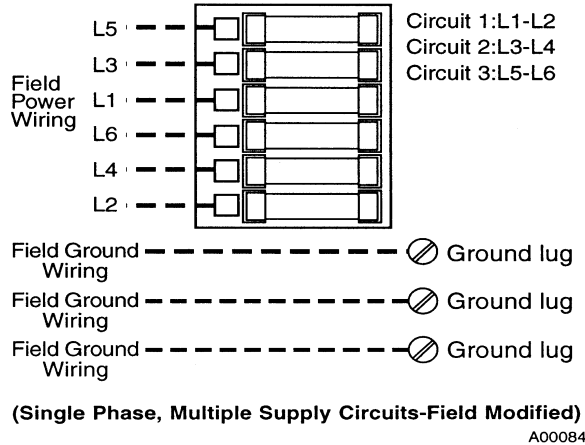 L5
L3
L1
L6
L4
L2
Field
Power
Wiring
Circuit 1:L1-L2
Circuit 2:L3-L4
Circuit 3:L5-L6
Field Ground
Wiring
Ground lug
Field Ground
Wiring
Ground lug
Field Ground
Wiring
Ground lug
(Single Phase, Multiple Supply Circuits-Field Modified)
A00084